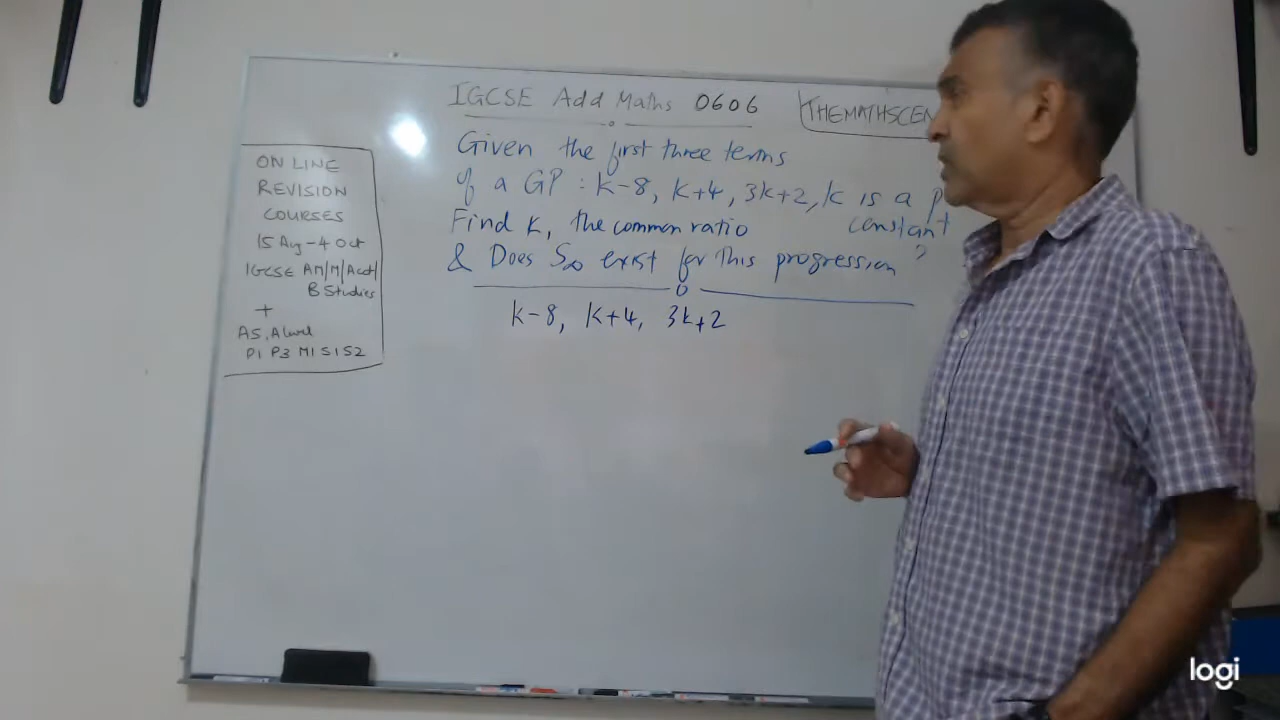 IGCSE Add Maths 0606
THEMATHSCEN
Given the first three terms
of a GP : k-8, k+4, 3k+2, k is a
constant
Find k, the common ratio
& Does S∞ exist for this progression ?
k-8, k+4, 3k+2
ON LINE
REVISION
COURSES
15 Aug - 4 Oct
IGCSE AM/M/Acct/
B Studies
+
AS, A Level
P1 P3 M1 S1 S2
logi